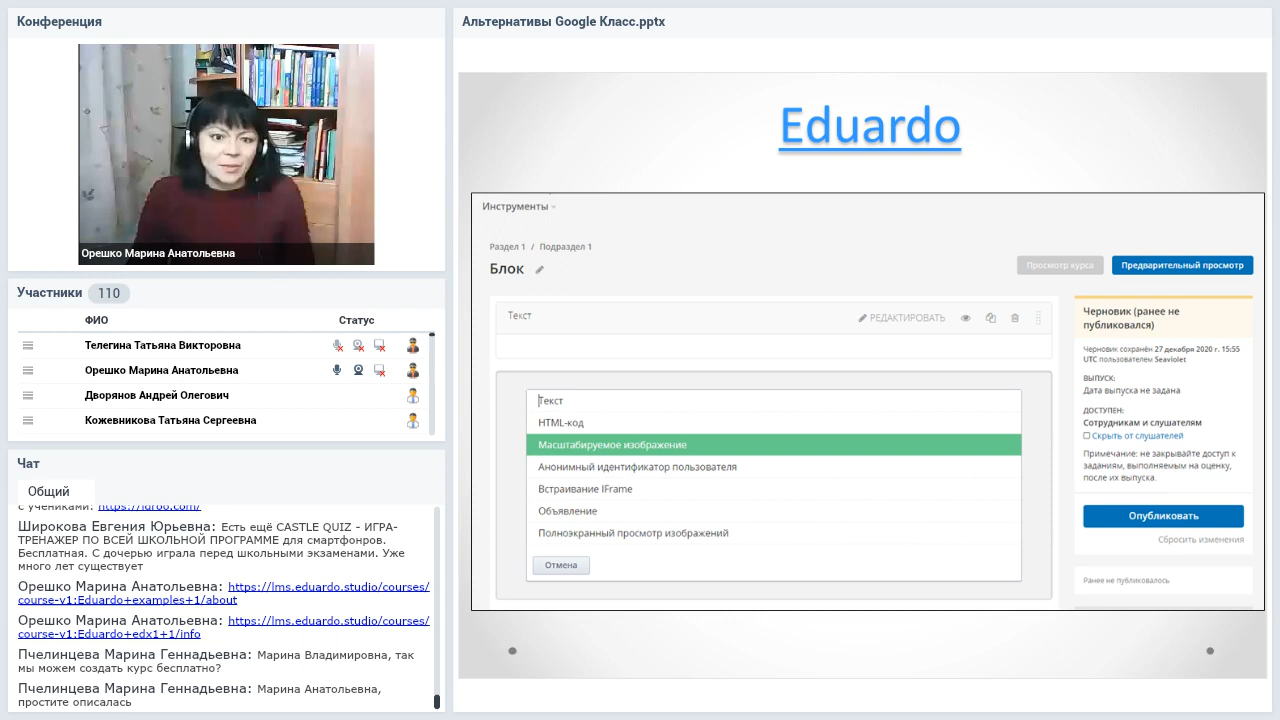 Конференция
Орешко Марина Анатольевна
Участники 110
ФИО Статус
Телегина Татьяна Викторовна
Орешко Марина Анатольевна
Дворянов Андрей Олегович
Кожевникова Татьяна Сергеевна
Чат
Общий
с учениками: https://idroo.com/
Широкова Евгения Юрьевна: Есть ещё CASTLE QUIZ - ИГРА-
ТРЕНАЖЕР ПО ВСЕЙ ШКОЛЬНОЙ ПРОГРАММЕ для смартфонров.
Бесплатная. С дочерью играла перед школьными экзаменами. Уже
много лет существует
Орешко Марина Анатольевна: https://lms.eduardo.studio/courses/
course-v1:Eduardo+examples+1/about
Орешко Марина Анатольевна: https://lms.eduardo.studio/courses/
course-v1:Eduardo+edx1+1/info
Пчелинцева Марина Геннадьевна: Марина Владимировна, так
мы можем создать курс бесплатно?
Пчелинцева Марина Геннадьевна: Марина Анатольевна,
простите описалась
Альтернативы Google Класс.pptx
Eduardo
Инструменты
Раздел 1 / Подраздел 1
Блок
Просмотр курса Предварительный просмотр
Текст
РЕДАКТИРОВАТЬ
Текст
HTML-код
Масштабируемое изображение
Анонимный идентификатор пользователя
Встраивание IFrame
Объявление
Полноэкранный просмотр изображений
Отмена
Черновик (ранее не
публиковался)
Черновик сохранён 27 декабря 2020 г. 15:55
UTC пользователем Seaviolet
ВЫПУСК:
Дата выпуска не задана
ДОСТУПЕН:
Сотрудникам и слушателям
Скрыть от слушателей
Примечание: не закрывайте доступ к
заданиям, выполняемым на оценку,
после их выпуска.
Опубликовать
Сбросить изменения
Ранее не публиковалось